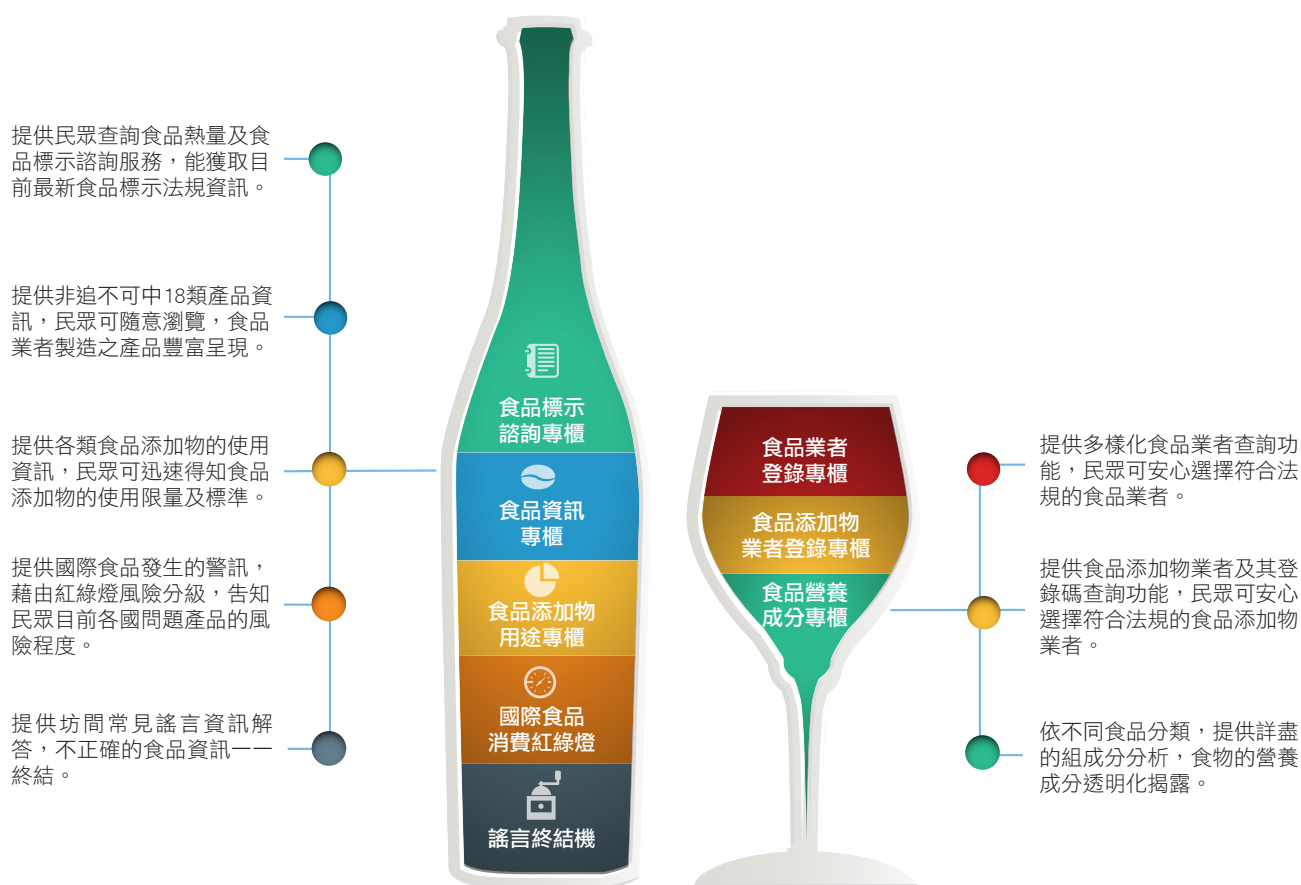 提供民眾查詢食品熱量及食
品標示諮詢服務，能獲取目
前最新食品標示法規資訊。
提供非追不可中18類產品資
訊，民眾可隨意瀏覽，食品
業者製造之產品豐富呈現。
提供各類食品添加物的使用
資訊，民眾可迅速得知食品
添加物的使用限量及標準。
提供國際食品發生的警訊，
藉由紅綠燈風險分級，告知
民眾目前各國問題產品的風
險程度。
提供坊間常見謠言資訊解
答，不正確的食品資訊一一
終結。
食品標示
諮詢專櫃
食品資訊
專櫃
食品添加物
用途專櫃
國際食品
消費紅綠燈
謠言終結機
食品業者
登錄專櫃
食品添加物
業者登錄專櫃
食品營養
成分專櫃
提供多樣化食品業者查詢功
能，民眾可安心選擇符合法
規的食品業者。
提供食品添加物業者及其登
錄碼查詢功能，民眾可安心
選擇符合法規的食品添加物
業者。
依不同食品分類，提供詳盡
的組成分分析，食物的營養
成分透明化揭露。